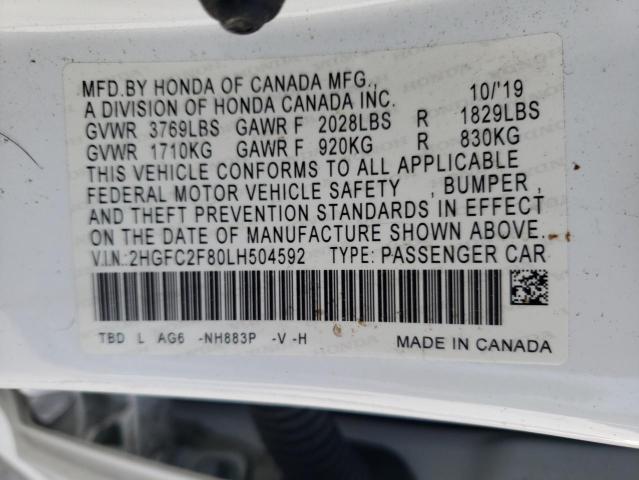 MFD.BY HONDA OF CANADA MFG., 10/'19
A DIVISION OF HONDA CANADA INC.
GVWR 3769LBS GAWR F 2028LBS R 1829LBS
GVWR 1710KG GAWR F 920KG R 830KG
THIS VEHICLE CONFORMS TO ALL APPLICABLE
FEDERAL MOTOR VEHICLE SAFETY , BUMPER ,
AND THEFT PREVENTION STANDARDS IN EFFECT
ON THE DATE OF MANUFACTURE SHOWN ABOVE.
V.I.N.:2HGFC2F80LH504592 TYPE: PASSENGER CAR
TBD L AG6 -NH883P -V -H MADE IN CANADA